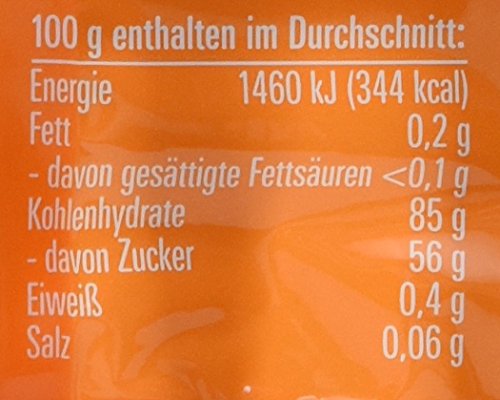 100 g enthalten im Durchschnitt:
Energie 1460 kJ (344 kcal)
Fett 0,2 g
- davon gesättigte Fettsäuren <0,1 g
Kohlenhydrate 85 g
- davon Zucker 56 g
Eiweiß 0,4 g
Salz 0,06 g